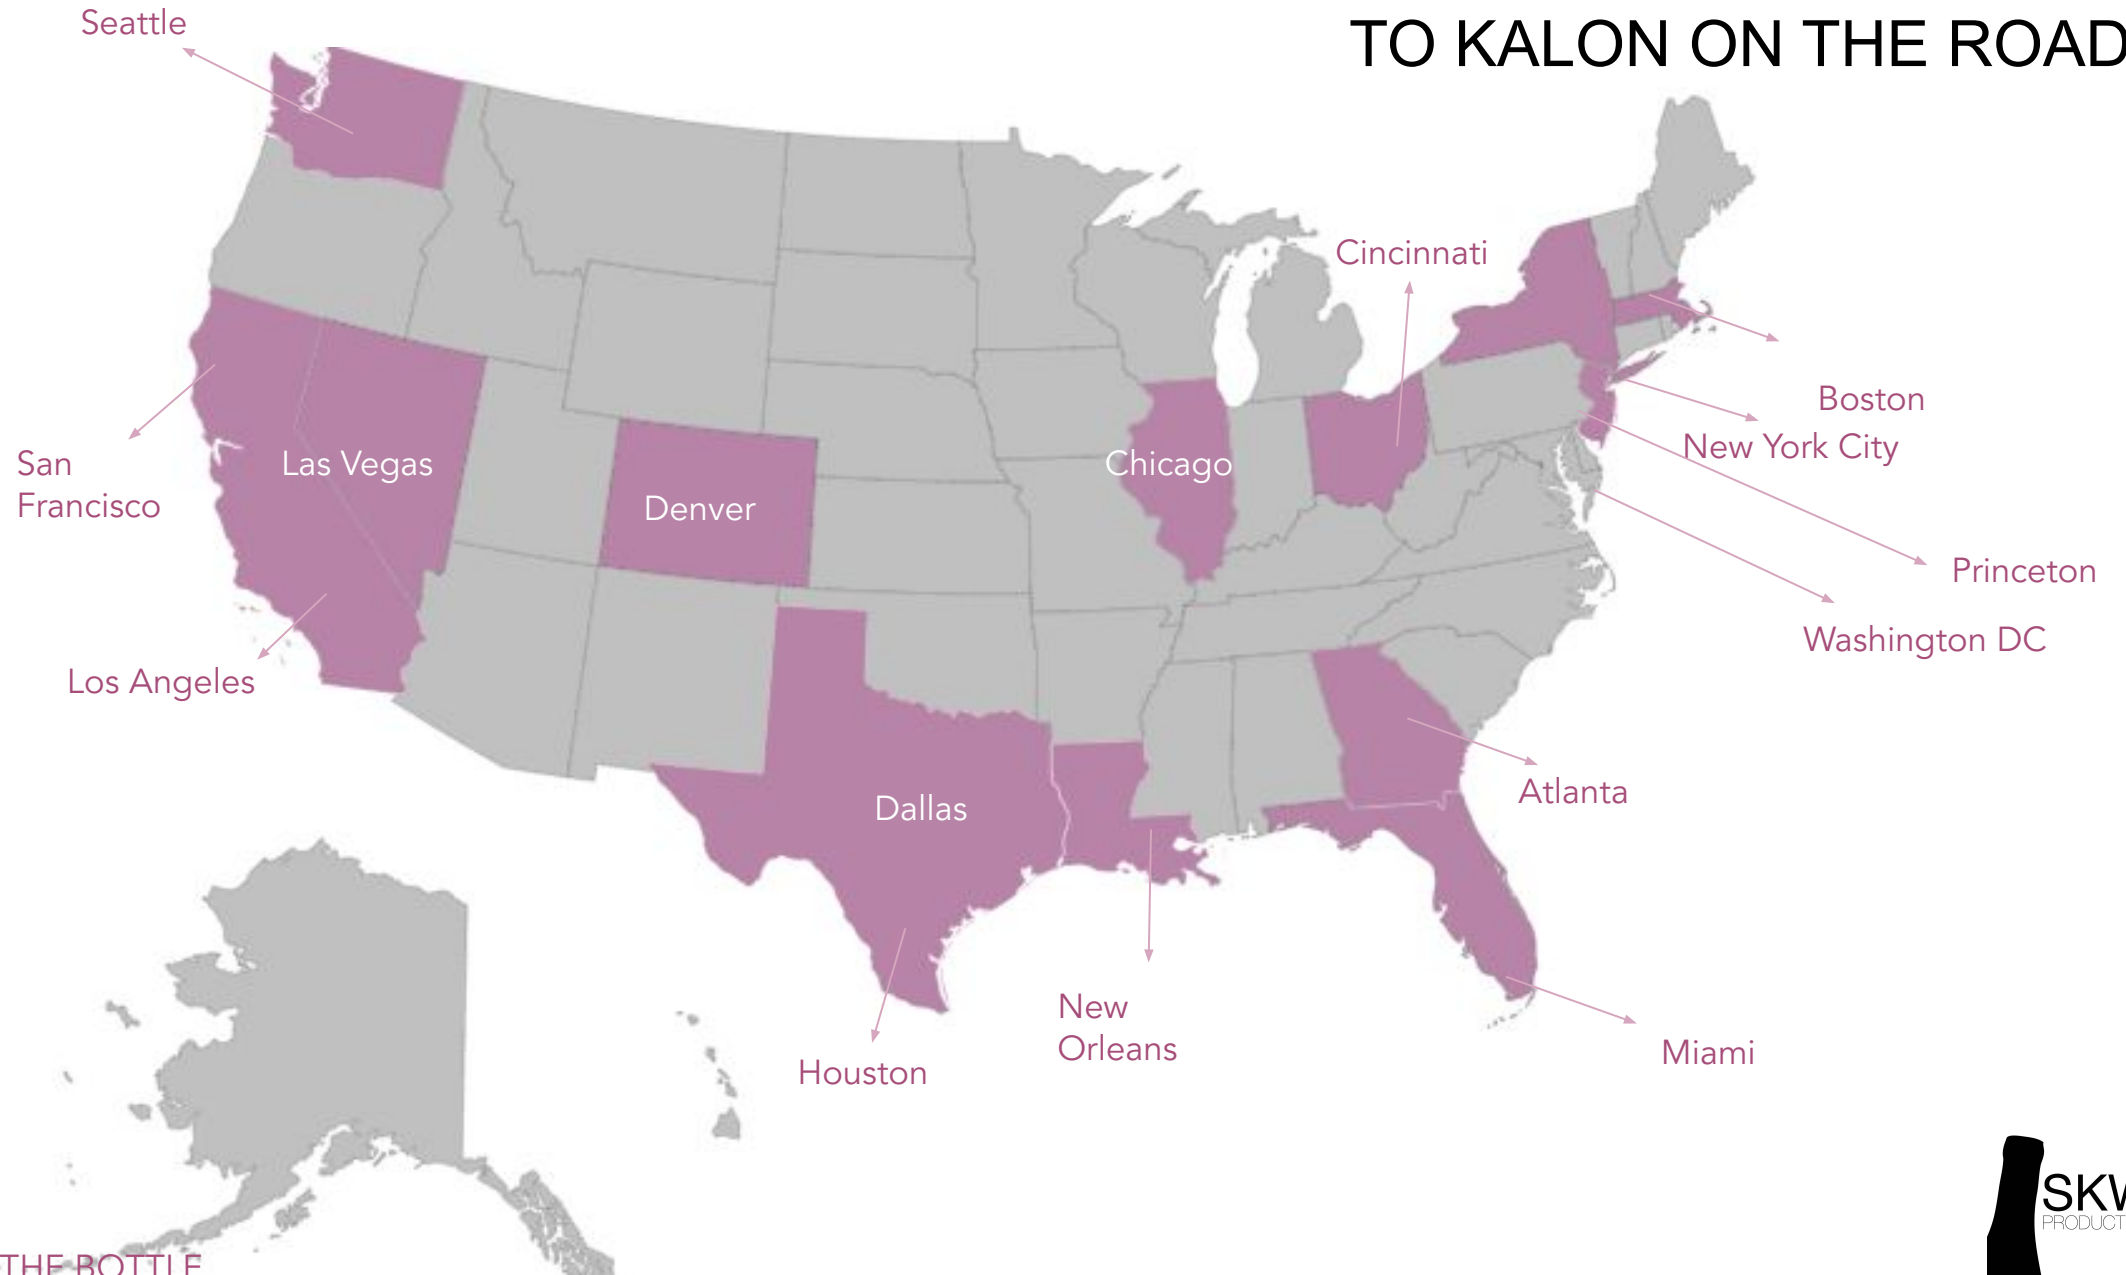 Seattle
TO KALON ON THE ROAD
Cincinnati
Boston
New York City
San
Francisco
Las Vegas
Chicago
Denver
Princeton
Washington DC
Los Angeles
Atlanta
Dallas
New
Orleans
Miami
Houston
SKW
PRODUCT
THE BOTTLE